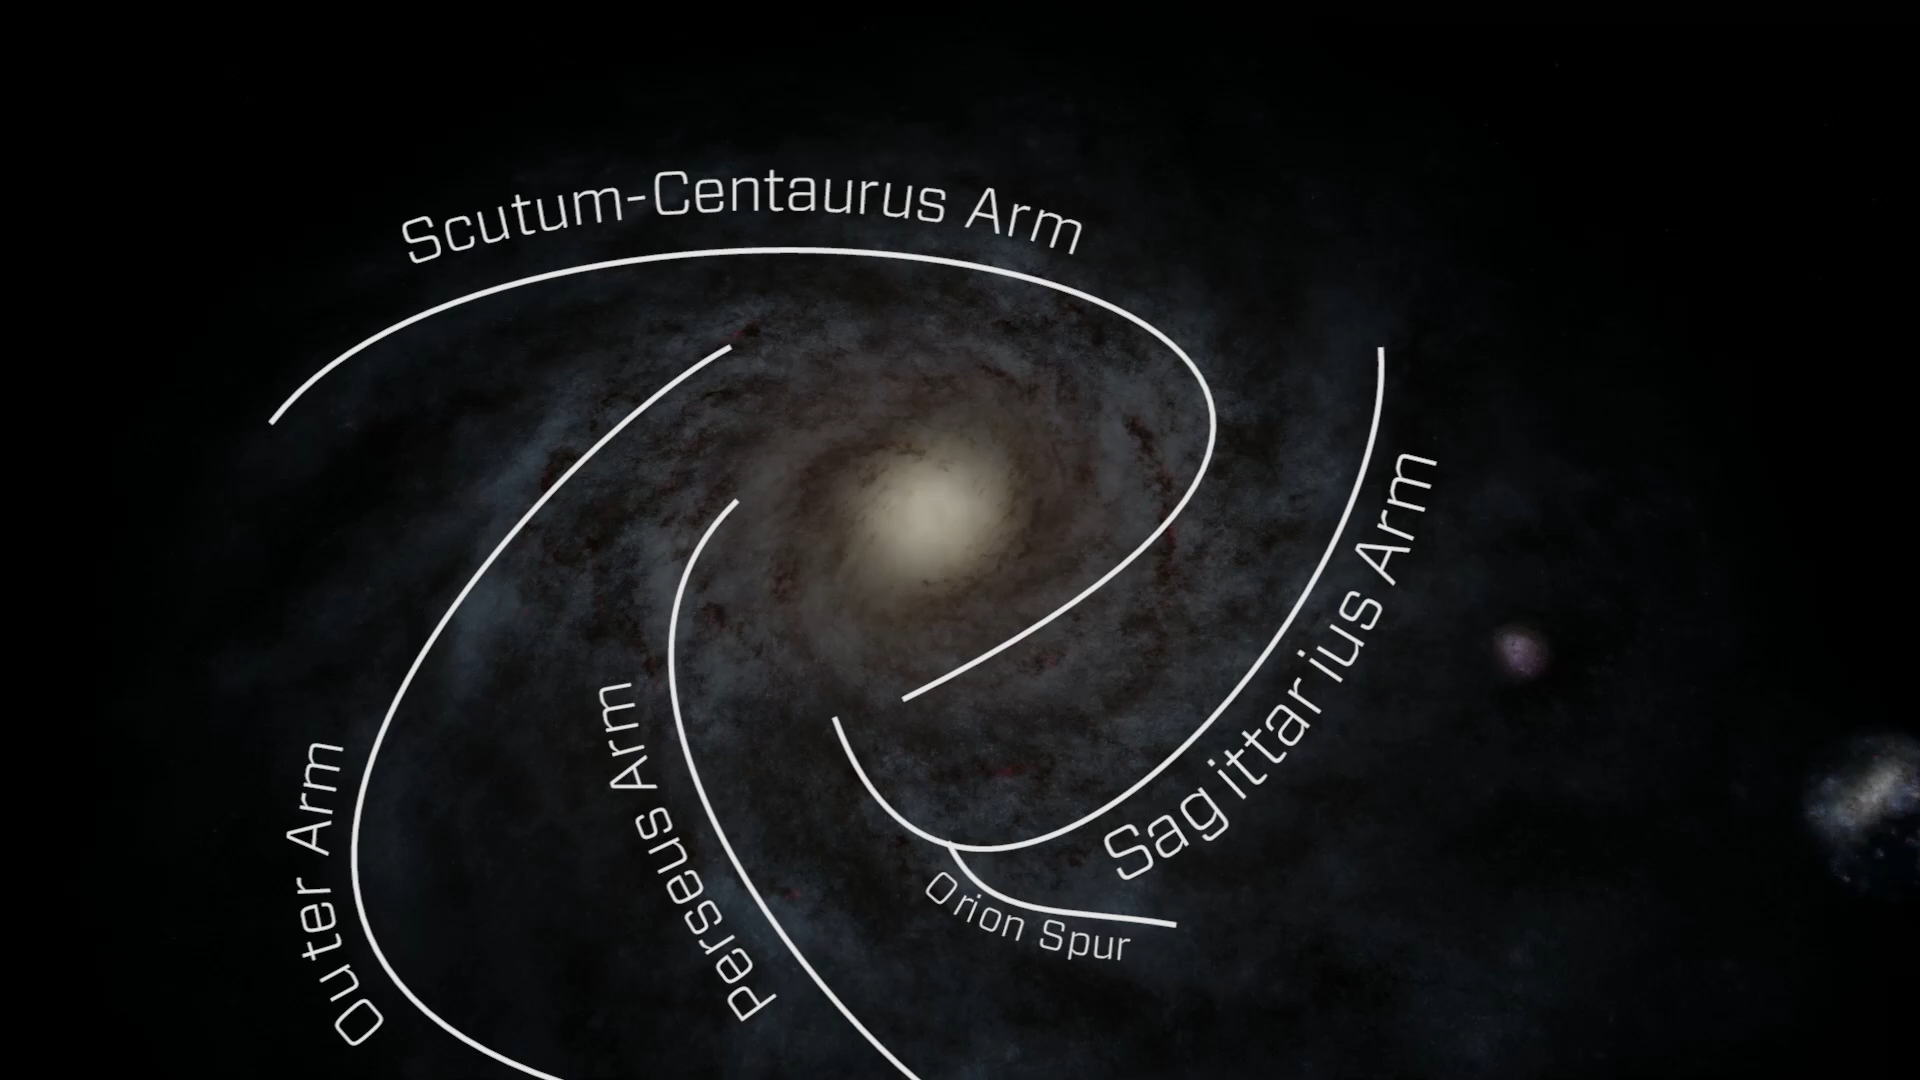 Scutum-Centaurus Arm
Sagittarius Arm
Perseus Arm
Outer Arm
Orion Spur